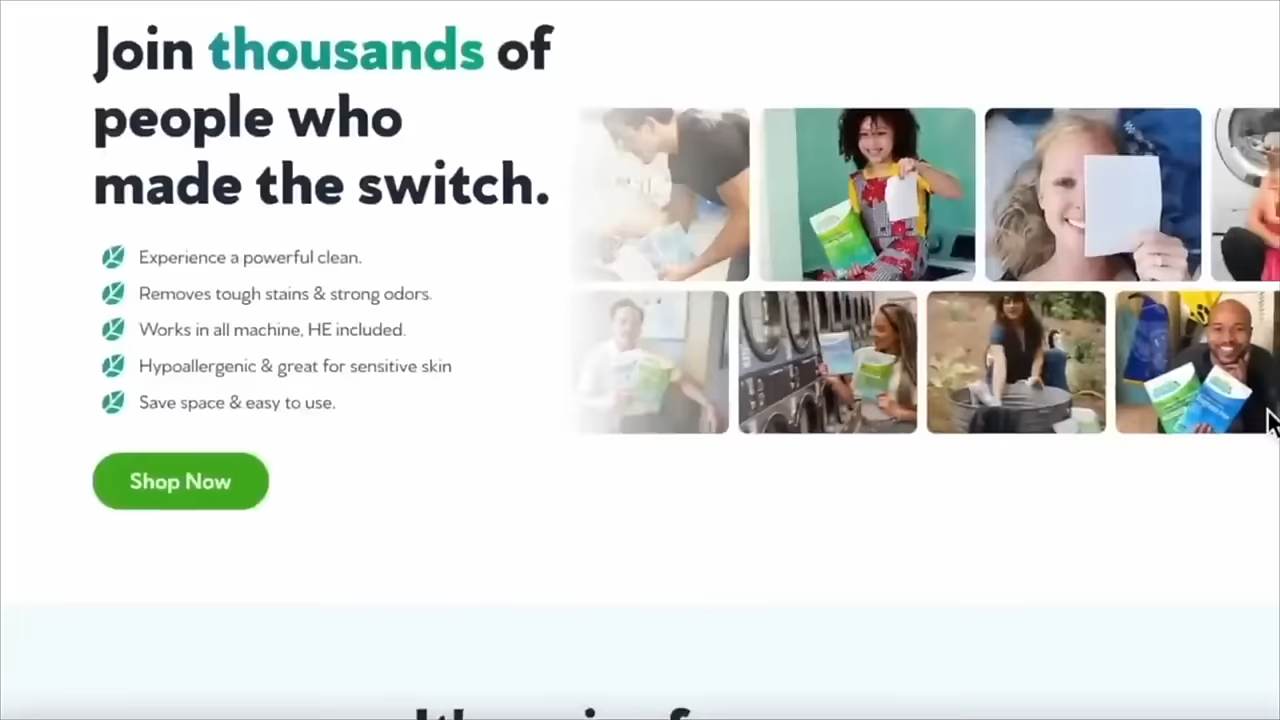 Join thousands of
people who
made the switch.
Experience a powerful clean.
Removes tough stains & strong odors.
Works in all machine, HE included.
Hypoallergenic & great for sensitive skin
Save space & easy to use.
Shop Now